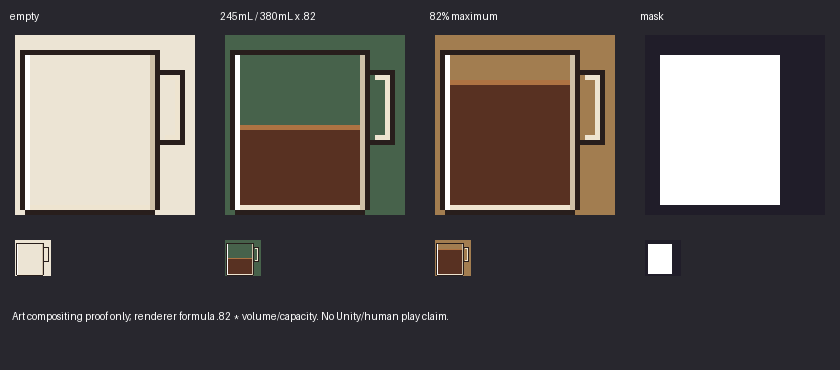 empty
245mL / 380mL x .82
82% maximum
mask
Art compositing proof only; renderer formula .82 * volume/capacity. No Unity/human play claim.